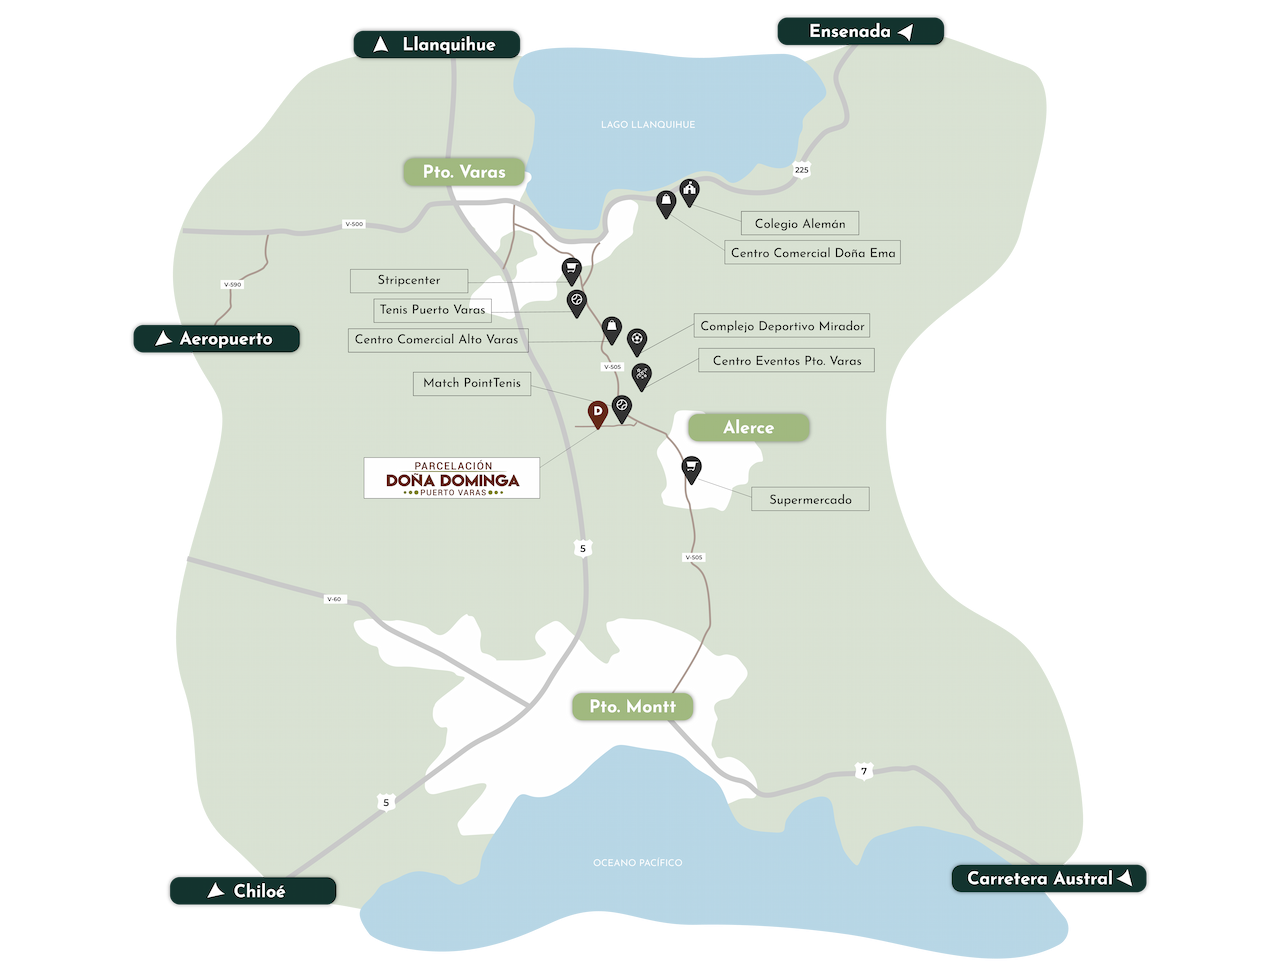 Ensenada
Llanquihue
LAGO LLANQUIHUE
Pto. Varas
225
Colegio Alemán
V-500
Centro Comercial Doña Ema
Stripcenter
V-590
Tenis Puerto Varas
Complejo Deportivo Mirador
Aeropuerto
Centro Comercial Alto Varas
Centro Eventos Pto. Varas
V-505
Match PointTenis
D
Alerce
PARCELACIÓN
DOÑA DOMINGA
PUERTO VARAS
Supermercado
5
V-505
V-60
Pto. Montt
7
5
OCEANO PACÍFICO
Carretera Austral
Chiloé